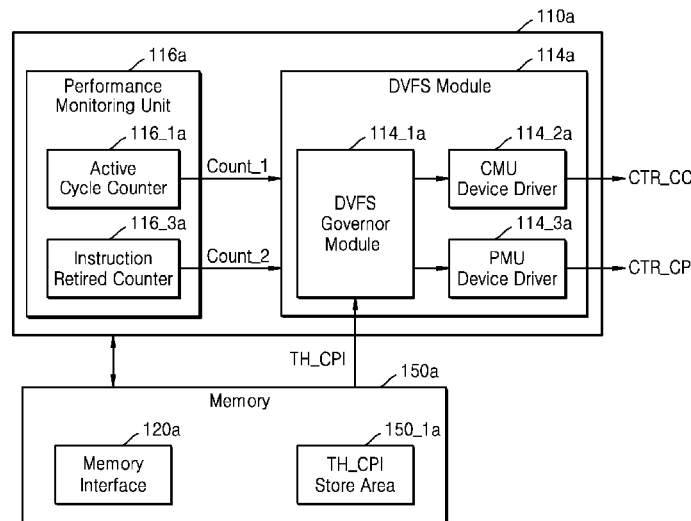 110a
116a
Performance
Monitoring Unit
116_1a
Active
Cycle Counter
116_3a
Instruction
Retired Counter
Count_1
Count_2
114a
DVFS Module
114_1a
DVFS
Governor
Module
114_2a
CMU
Device Driver
114_3a
PMU
Device Driver
CTR_CC
CTR_CP
TH_CPI
150a
Memory
120a
Memory
Interface
150_1a
TH_CPI
Store Area